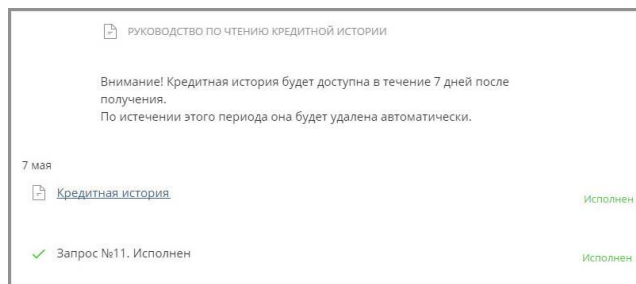 РУКОВОДСТВО ПО ЧТЕНИЮ КРЕДИТНОЙ ИСТОРИИ
Внимание! Кредитная история будет доступна в течение 7 дней после
получения.
По истечении этого периода она будет удалена автоматически.
7 мая
Кредитная история
Исполнен
Запрос №11. Исполнен
Исполнен